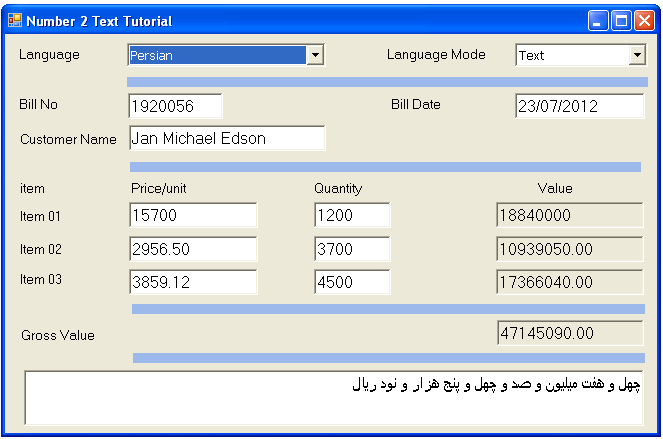 Number 2 Text Tutorial
Language Persian Language Mode Text
Bill No 1920056 Bill Date 23/07/2012
Customer Name Jan Michael Edson
item Price/unit Quantity Value
Item 01 15700 1200 18840000
Item 02 2956.50 3700 10939050.00
Item 03 3859.12 4500 17366040.00
Gross Value 47145090.00
چهل و هفت میلیون و صد و چهل و پنج هزار و نود ریال